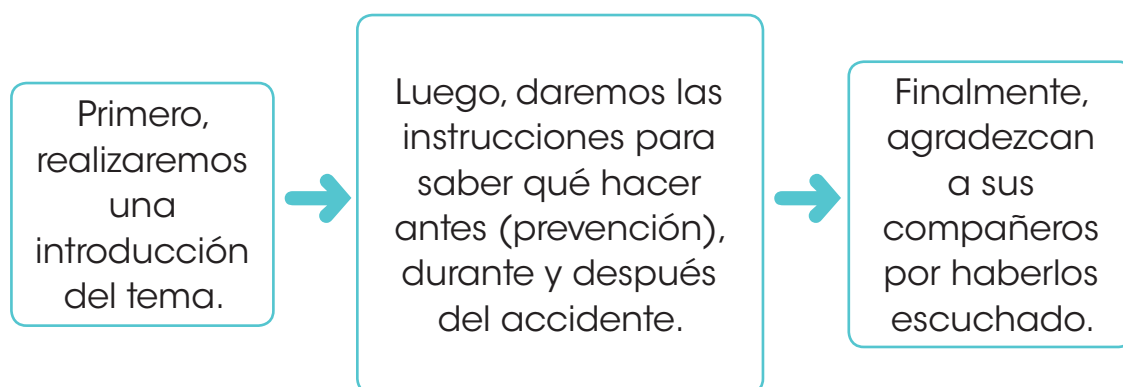 Primero,
realizaremos
una
introducción
del tema.
Luego, daremos las
instrucciones para
saber qué hacer
antes (prevención),
durante y después
del accidente.
Finalmente,
agradezcan
a sus
compañeros
por haberlos
escuchado.